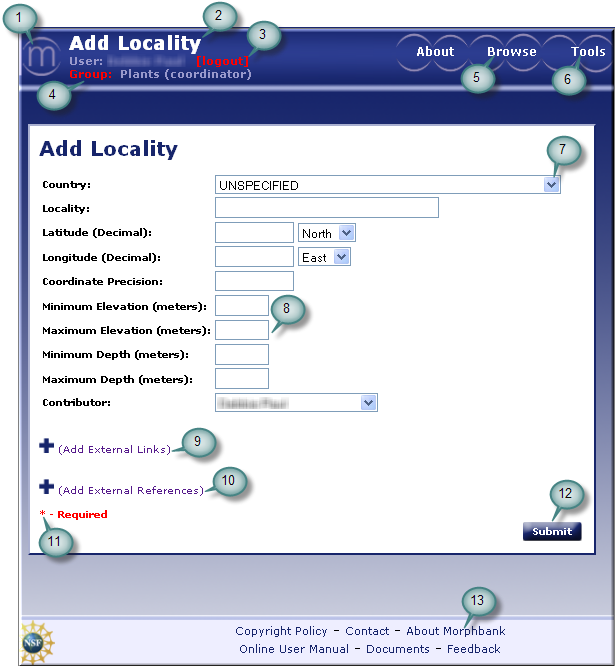 1
2
3
m
Add Locality
User: [logout]
Group: Plants (coordinator)
About Browse Tools
4
5
6
Add Locality
7
Country: UNSPECIFIED
Locality:
Latitude (Decimal): North
Longitude (Decimal): East
Coordinate Precision:
Minimum Elevation (meters):
8
Maximum Elevation (meters):
Minimum Depth (meters):
Maximum Depth (meters):
Contributor:
(Add External Links)
9
(Add External References)
10
* - Required
11
12
Submit
13
NSF
Copyright Policy - Contact - About Morphbank
Online User Manual - Documents - Feedback